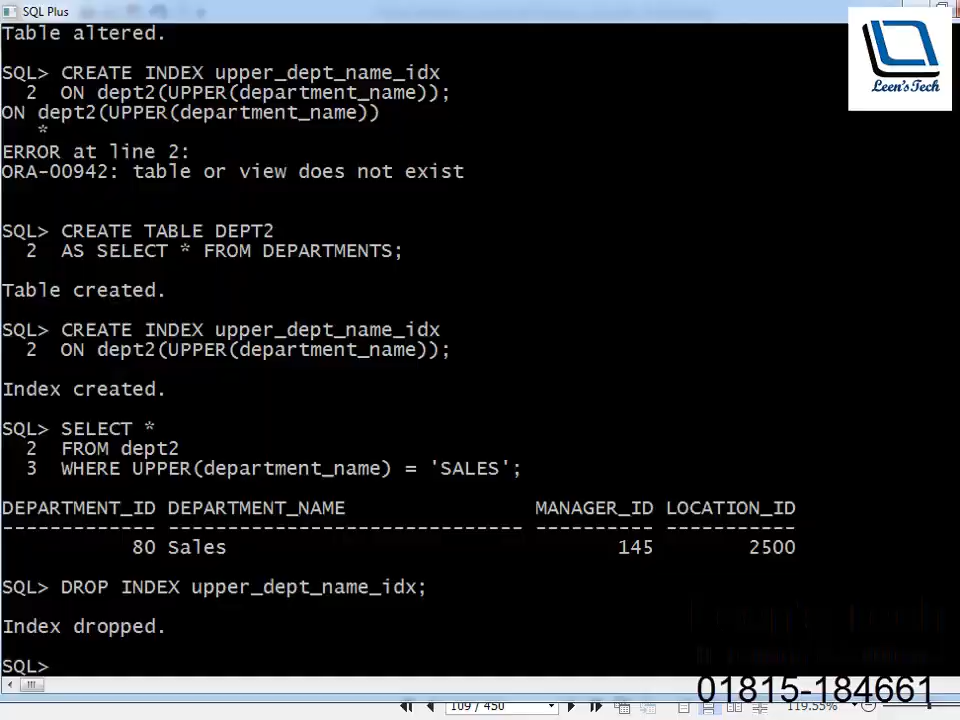 SQL Plus
Table altered.
SQL> CREATE INDEX upper_dept_name_idx
2 ON dept2(UPPER(department_name));
ON dept2(UPPER(department_name))
*
ERROR at line 2:
ORA-00942: table or view does not exist
SQL> CREATE TABLE DEPT2
2 AS SELECT * FROM DEPARTMENTS;
Table created.
SQL> CREATE INDEX upper_dept_name_idx
2 ON dept2(UPPER(department_name));
Index created.
SQL> SELECT *
2 FROM dept2
3 WHERE UPPER(department_name) = 'SALES';
DEPARTMENT_ID DEPARTMENT_NAME MANAGER_ID LOCATION_ID
------------- ------------------------------ ---------- -----------
80 Sales 145 2500
SQL> DROP INDEX upper_dept_name_idx;
Index dropped.
SQL>
Leen'sTech
01815-184661
109 / 450
119.55%